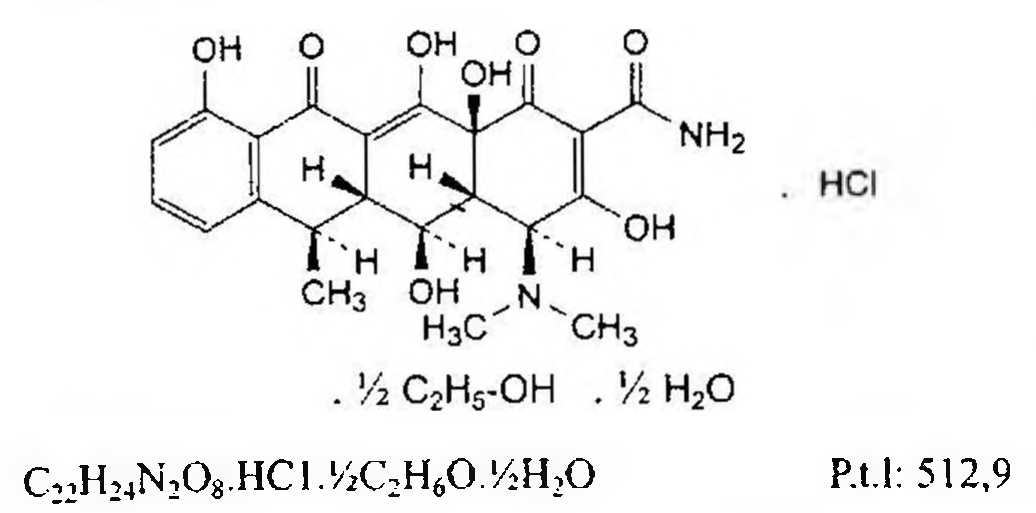 OH O OH OH O O
NH₂
H H
. HCl
OH
H H H
CH₃ OH N
H₃C CH₃
. ½ C₂H₅-OH . ½ H₂O
C₂₂H₂₄N₂O₈.HCl.½C₂H₆O.½H₂O P.t.l: 512,9